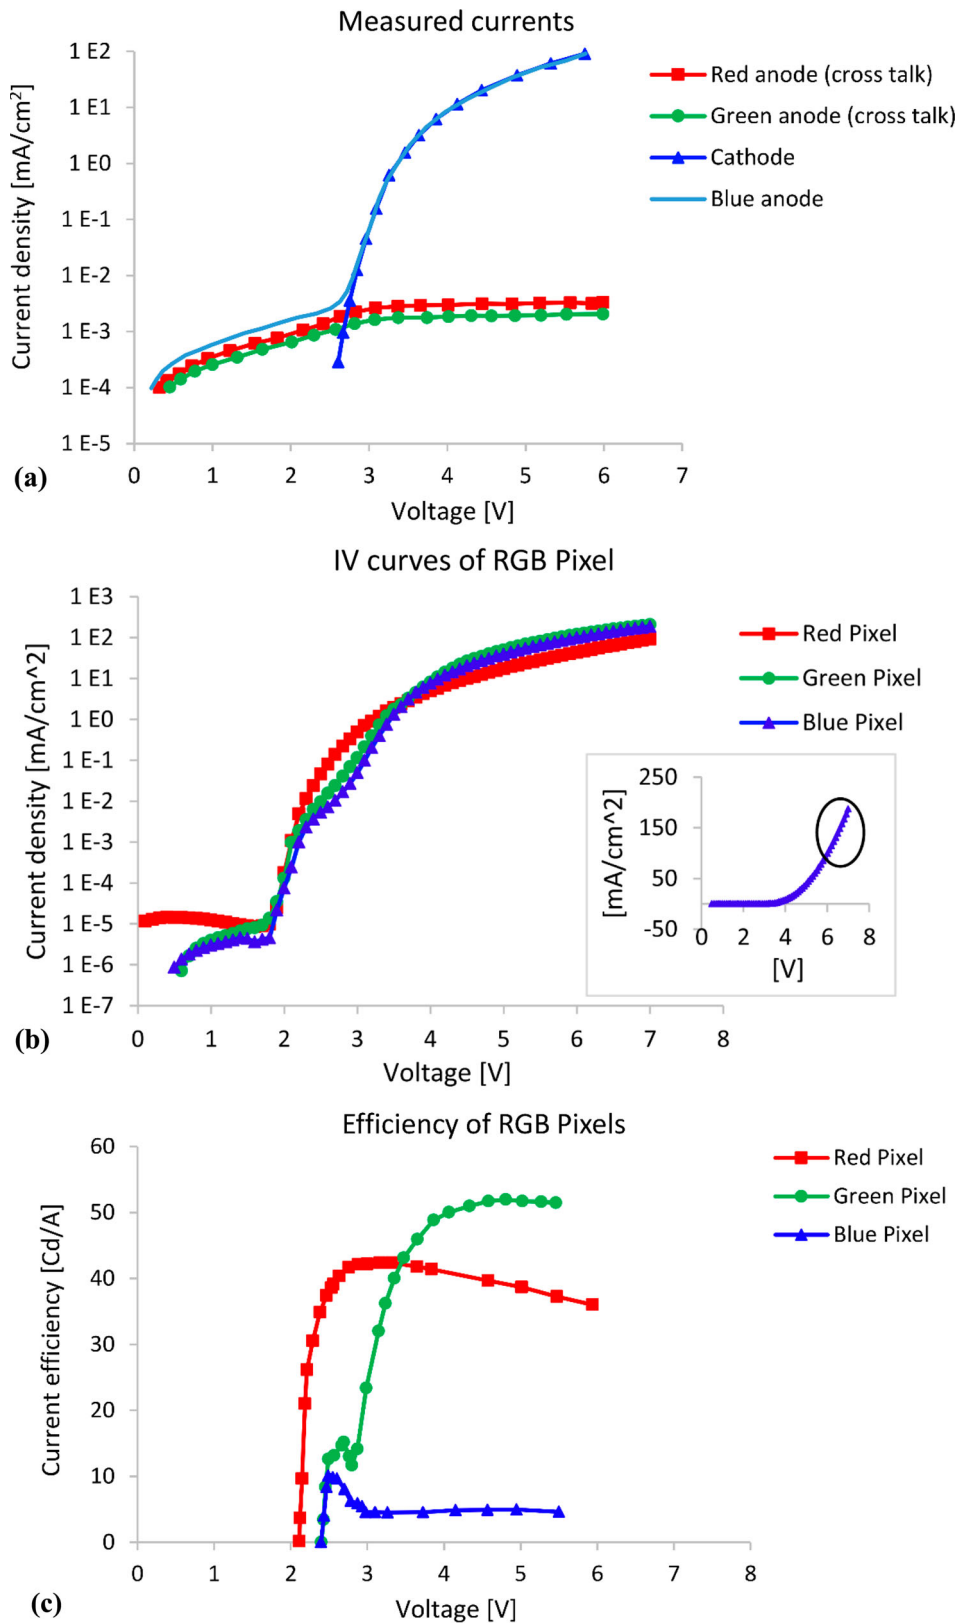 Measured currents
1 E2
1 E1
1 E0
1 E-1
1 E-2
1 E-3
1 E-4
1 E-5
Current density [mA/cm²]
Red anode (cross talk)
Green anode (cross talk)
Cathode
Blue anode
0 1 2 3 4 5 6 7
Voltage [V]
(a)
IV curves of RGB Pixel
1 E3
1 E2
1 E1
1 E0
1 E-1
1 E-2
1 E-3
1 E-4
1 E-5
1 E-6
1 E-7
Current density [mA/cm^2]
Red Pixel
Green Pixel
Blue Pixel
250
150
50
-50
[mA/cm^2]
0 2 4 6 8
[V]
0 1 2 3 4 5 6 7 8
Voltage [V]
(b)
Efficiency of RGB Pixels
60
50
40
30
20
10
0
Current efficiency [Cd/A]
Red Pixel
Green Pixel
Blue Pixel
0 1 2 3 4 5 6 7 8
Voltage [V]
(c)